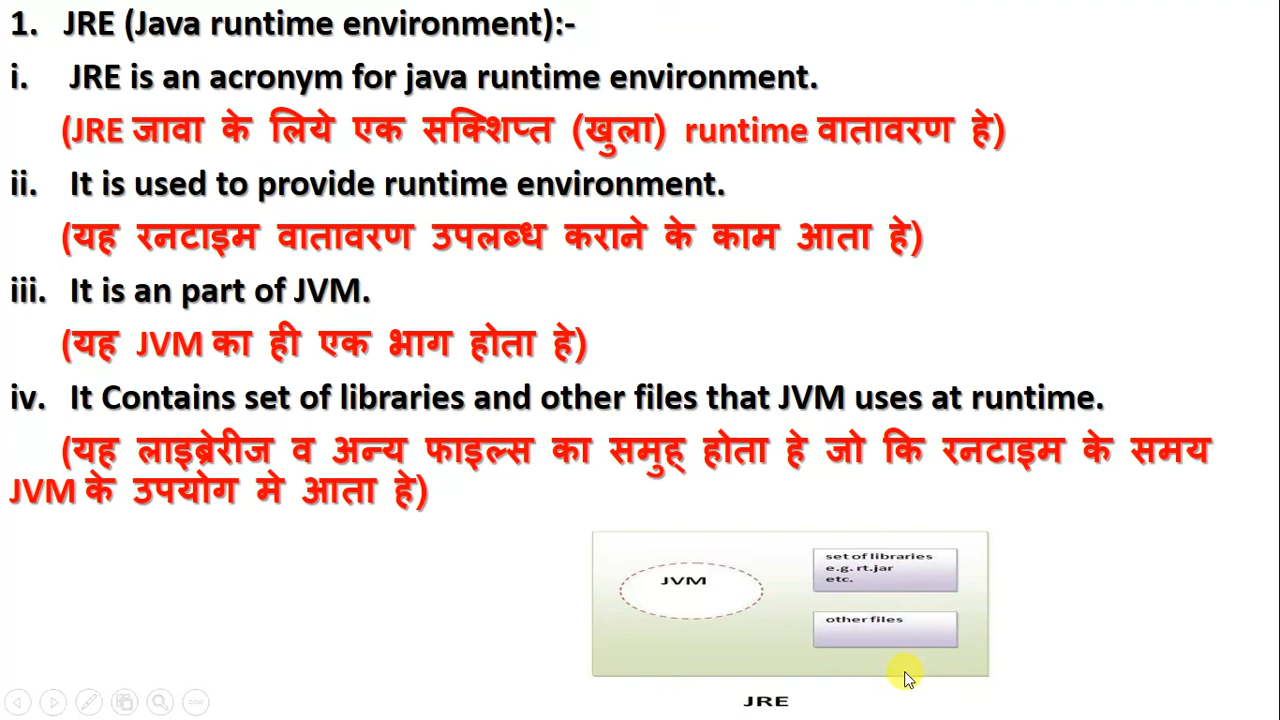 1. JRE (Java runtime environment):-
i. JRE is an acronym for java runtime environment.
(JRE जावा के लिये एक सक्शिप्त (खुला) runtime वातावरण हे)
ii. It is used to provide runtime environment.
(यह रनटाइम वातावरण उपलब्ध कराने के काम आता हे)
iii. It is an part of JVM.
(यह JVM का ही एक भाग होता हे)
iv. It Contains set of libraries and other files that JVM uses at runtime.
(यह लाइब्रेरीज व अन्य फाइल्स का समुह् होता हे जो कि रनटाइम के समय
JVM के उपयोग मे आता हे)
JVM
set of libraries
e.g. rt.jar
etc.
other files
JRE